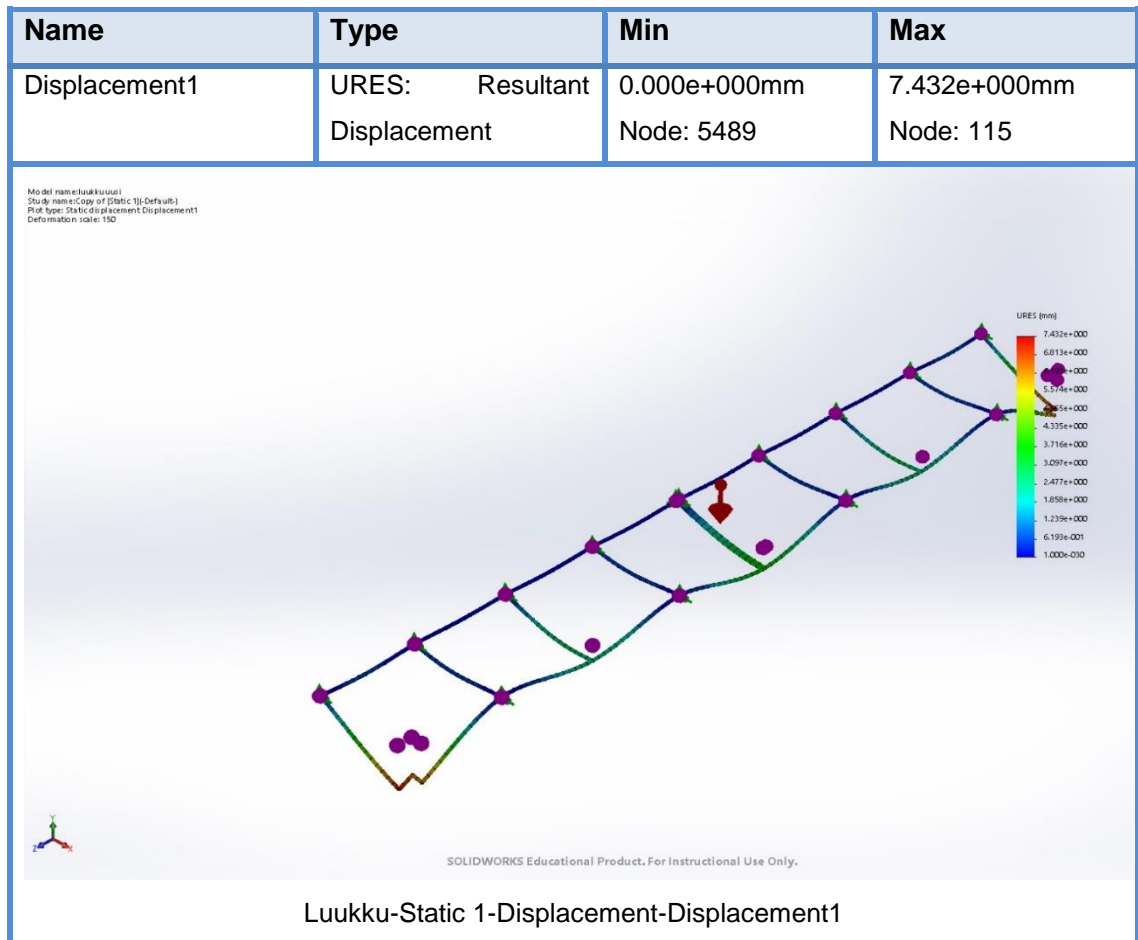 Name Type Min Max
Displacement1 URES: Resultant Displacement 0.000e+000mm Node: 5489 7.432e+000mm Node: 115
Model name:luukkuuusi
Study name:Copy of [Static 1](-Default-)
Plot type: Static displacement Displacement1
Deformation scale: 150
URES (mm)
7.432e+000
6.813e+000
e+000
5.574e+000
55e+000
4.335e+000
3.716e+000
3.097e+000
2.477e+000
1.858e+000
1.239e+000
6.193e-001
1.000e-030
Y
Z X
SOLIDWORKS Educational Product. For Instructional Use Only.
Luukku-Static 1-Displacement-Displacement1